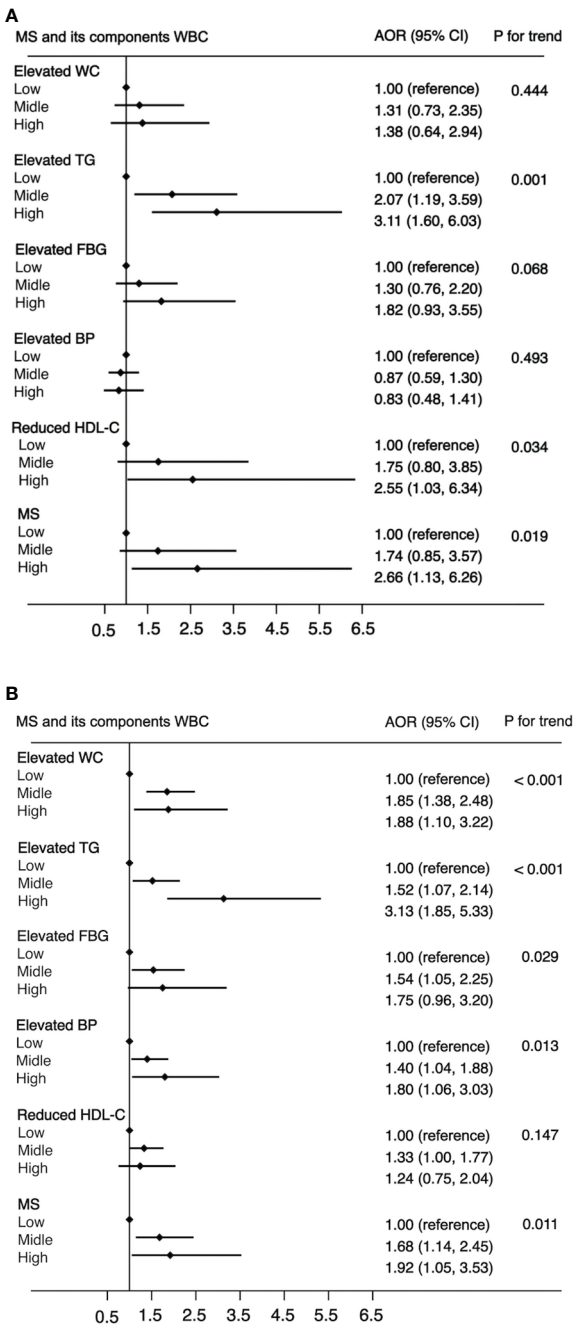 A
MS and its components WBC AOR (95% CI) P for trend
Elevated WC
Low 1.00 (reference) 0.444
Midle 1.31 (0.73, 2.35)
High 1.38 (0.64, 2.94)
Elevated TG
Low 1.00 (reference) 0.001
Midle 2.07 (1.19, 3.59)
High 3.11 (1.60, 6.03)
Elevated FBG
Low 1.00 (reference) 0.068
Midle 1.30 (0.76, 2.20)
High 1.82 (0.93, 3.55)
Elevated BP
Low 1.00 (reference) 0.493
Midle 0.87 (0.59, 1.30)
High 0.83 (0.48, 1.41)
Reduced HDL-C
Low 1.00 (reference) 0.034
Midle 1.75 (0.80, 3.85)
High 2.55 (1.03, 6.34)
MS
Low 1.00 (reference) 0.019
Midle 1.74 (0.85, 3.57)
High 2.66 (1.13, 6.26)
0.5 1.5 2.5 3.5 4.5 5.5 6.5
B
MS and its components WBC AOR (95% CI) P for trend
Elevated WC
Low 1.00 (reference) < 0.001
Midle 1.85 (1.38, 2.48)
High 1.88 (1.10, 3.22)
Elevated TG
Low 1.00 (reference) < 0.001
Midle 1.52 (1.07, 2.14)
High 3.13 (1.85, 5.33)
Elevated FBG
Low 1.00 (reference) 0.029
Midle 1.54 (1.05, 2.25)
High 1.75 (0.96, 3.20)
Elevated BP
Low 1.00 (reference) 0.013
Midle 1.40 (1.04, 1.88)
High 1.80 (1.06, 3.03)
Reduced HDL-C
Low 1.00 (reference) 0.147
Midle 1.33 (1.00, 1.77)
High 1.24 (0.75, 2.04)
MS
Low 1.00 (reference) 0.011
Midle 1.68 (1.14, 2.45)
High 1.92 (1.05, 3.53)
0.5 1.5 2.5 3.5 4.5 5.5 6.5